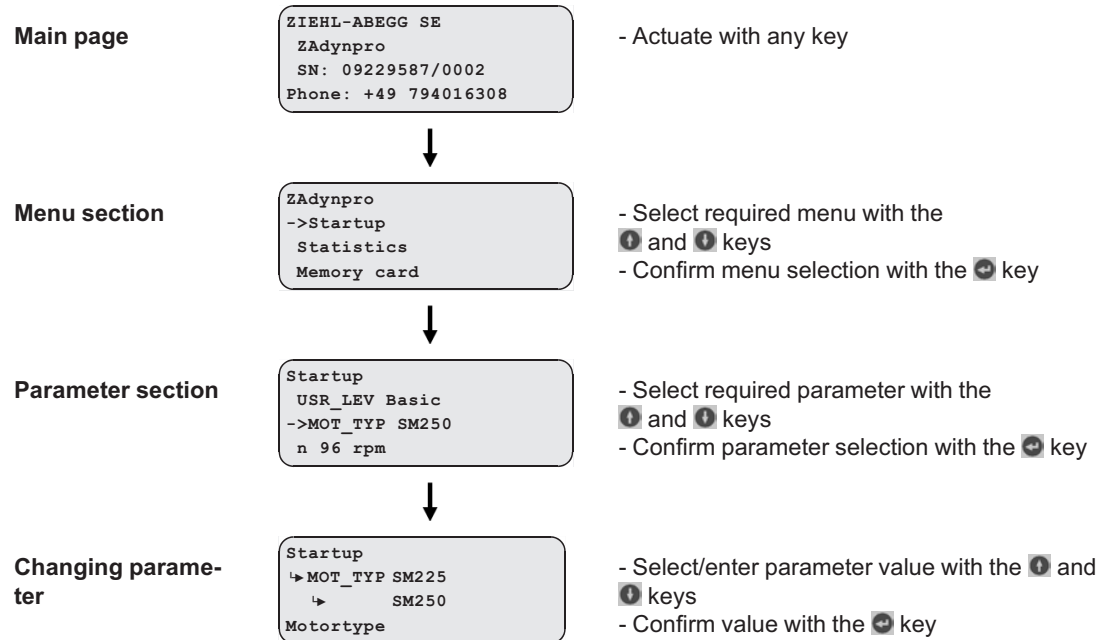 Main page
ZIEHL-ABEGG SE
ZAdynpro
SN: 09229587/0002
Phone: +49 794016308
- Actuate with any key
Menu section
ZAdynpro
->Startup
Statistics
Memory card
- Select required menu with the
and keys
- Confirm menu selection with the key
Parameter section
Startup
USR_LEV Basic
->MOT_TYP SM250
n 96 rpm
- Select required parameter with the
and keys
- Confirm parameter selection with the key
Changing parame-
ter
Startup
↳MOT_TYP SM225
↳ SM250
Motortype
- Select/enter parameter value with the and
keys
- Confirm value with the key